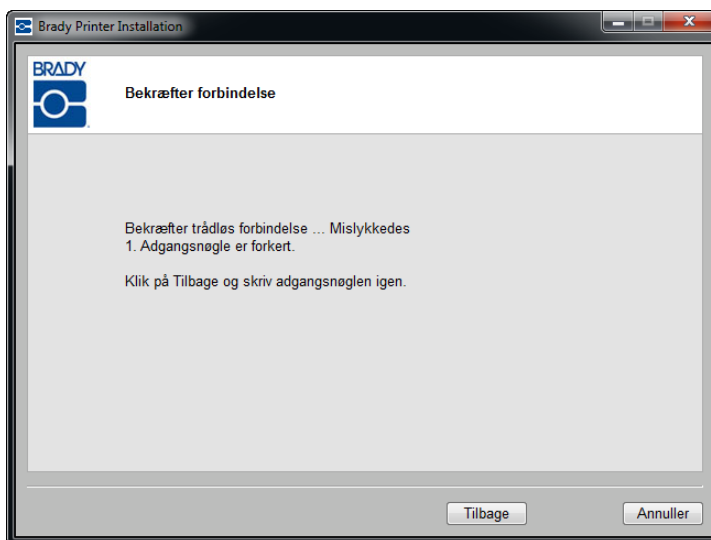 Brady Printer Installation
BRADY
Bekræfter forbindelse
Bekræfter trådløs forbindelse ... Mislykkedes
1. Adgangsnøgle er forkert.
Klik på Tilbage og skriv adgangsnøglen igen.
Tilbage
Annuller